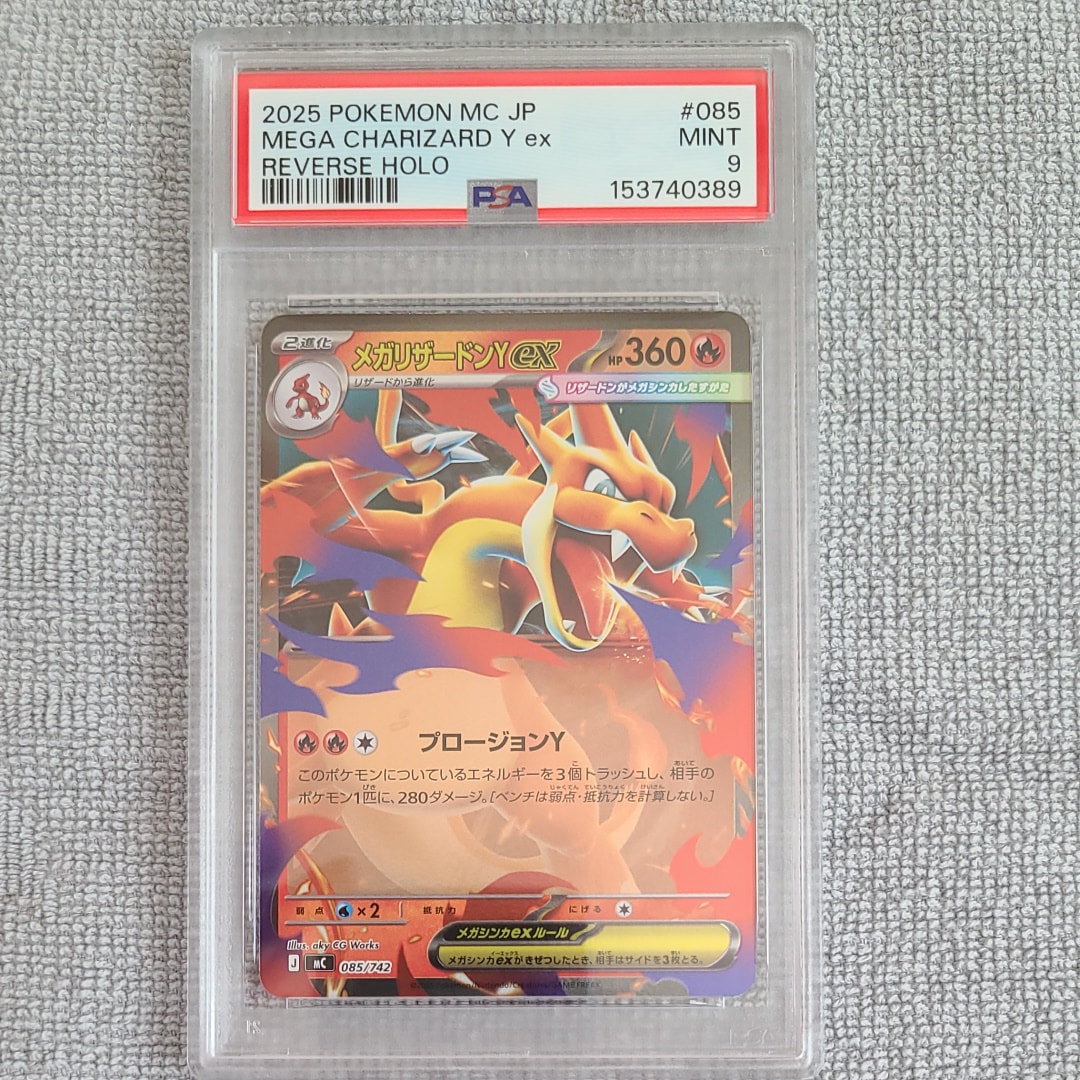 2025 POKEMON MC JP #085
MEGA CHARIZARD Y ex MINT
REVERSE HOLO 9
PSA 153740389
2進化 メガリザードンYex HP360
リザードから進化
リザードンがメガシンカしたすがた
プロージョンY
このポケモンについているエネルギーを3個トラッシュし、相手の
ポケモン1匹に、280ダメージ。[ベンチは弱点・抵抗力を計算しない。]
弱点 ×2 抵抗力 にげる
メガシンカexルール
メガシンカexがきぜつしたとき、相手はサイドを3枚とる。
Illus. aky CG Works
J MC 085/742